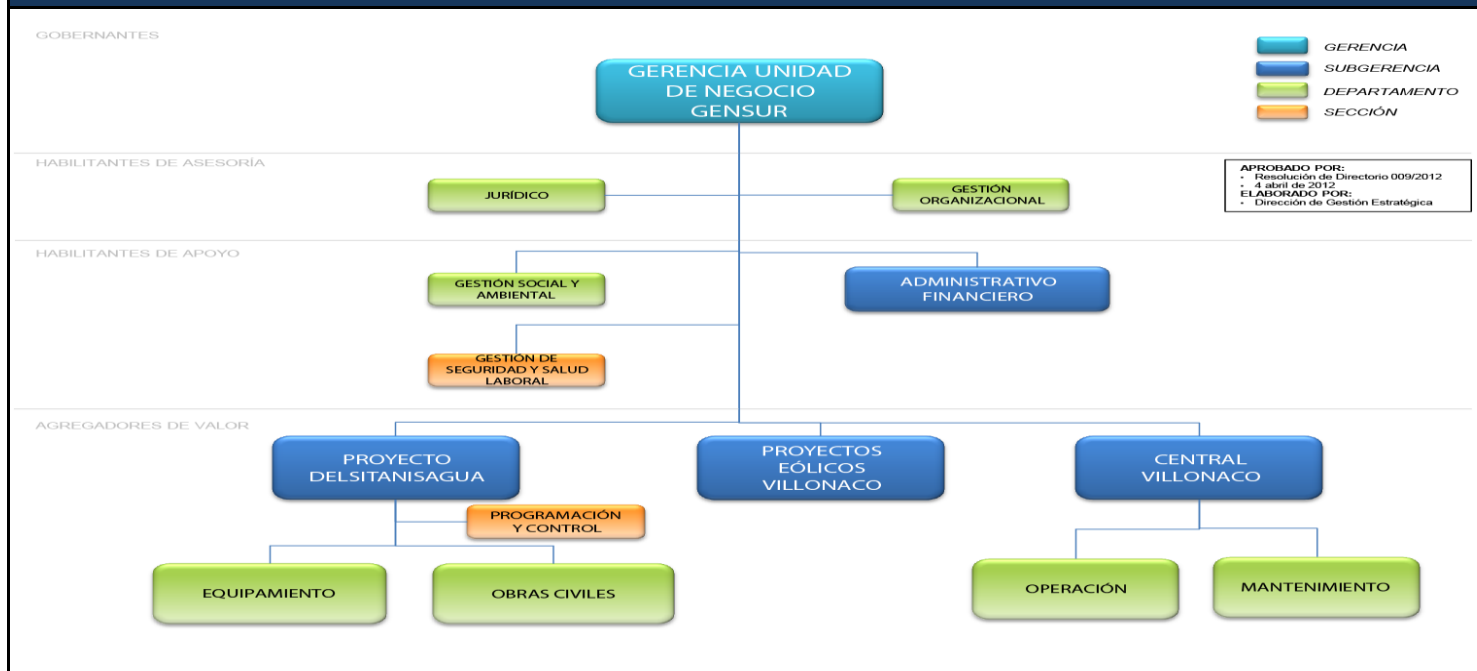 GOBERNANTES
GERENCIA UNIDAD
DE NEGOCIO
GENSUR
GERENCIA
SUBGERENCIA
DEPARTAMENTO
SECCIÓN
HABILITANTES DE ASESORÍA
JURÍDICO
GESTIÓN
ORGANIZACIONAL
APROBADO POR:
• Resolución de Directorio 009/2012
• 4 abril de 2012
ELABORADO POR:
• Dirección de Gestión Estratégica
HABILITANTES DE APOYO
GESTIÓN SOCIAL Y
AMBIENTAL
ADMINISTRATIVO
FINANCIERO
GESTIÓN DE
SEGURIDAD Y SALUD
LABORAL
AGREGADORES DE VALOR
PROYECTO
DELSITANISAGUA
PROYECTOS
EÓLICOS
VILLONACO
CENTRAL
VILLONACO
PROGRAMACIÓN
Y CONTROL
EQUIPAMIENTO
OBRAS CIVILES
OPERACIÓN
MANTENIMIENTO